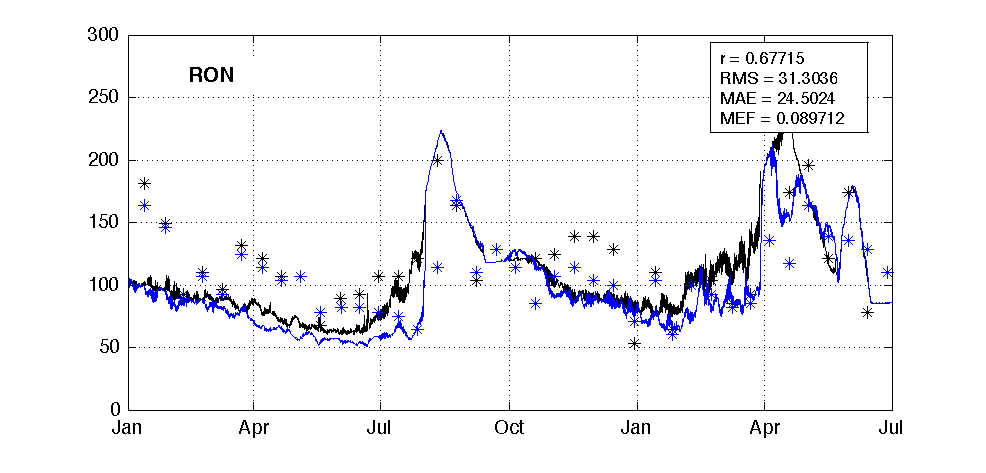 300
250
200
150
100
50
0
RON
r = 0.67715
RMS = 31.3036
MAE = 24.5024
MEF = 0.089712
Jan Apr Jul Oct Jan Apr Jul